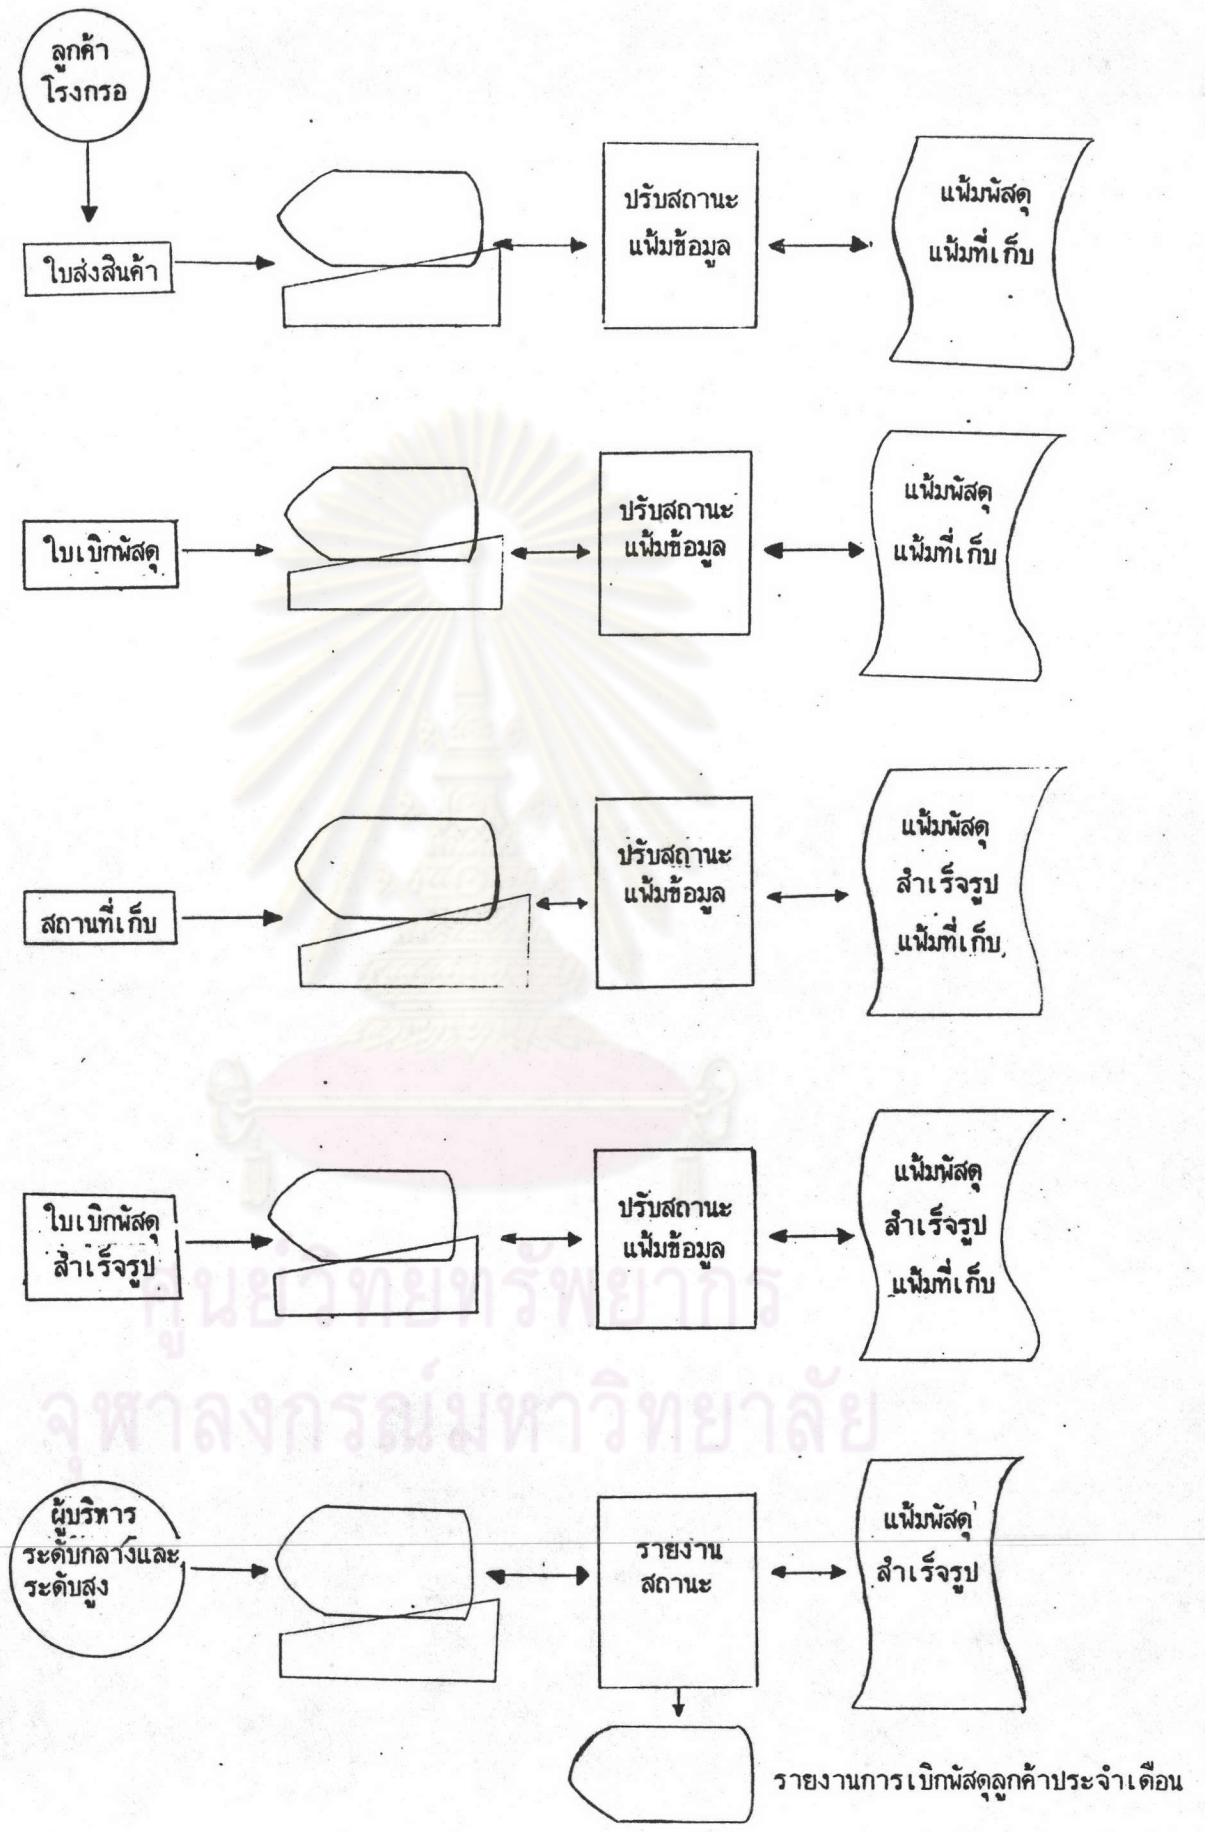 ลูกค้า
โรงกรอ
ใบส่งสินค้า
ปรับสถานะ
แฟ้มข้อมูล
แฟ้มพัสดุ
แฟ้มที่เก็บ
ใบเบิกพัสดุ
ปรับสถานะ
แฟ้มข้อมูล
แฟ้มพัสดุ
แฟ้มที่เก็บ
สถานที่เก็บ
ปรับสถานะ
แฟ้มข้อมูล
แฟ้มพัสดุ
สำเร็จรูป
แฟ้มที่เก็บ
ใบเบิกพัสดุ
สำเร็จรูป
ปรับสถานะ
แฟ้มข้อมูล
แฟ้มพัสดุ
สำเร็จรูป
แฟ้มที่เก็บ
ศูนย์วิทยทรัพยากร
จุฬาลงกรณ์มหาวิทยาลัย
ผู้บริหาร
ระดับกลางและ
ระดับสูง
รายงาน
สถานะ
แฟ้มพัสดุ
สำเร็จรูป
รายงานการเบิกพัสดุลูกค้าประจำเดือน